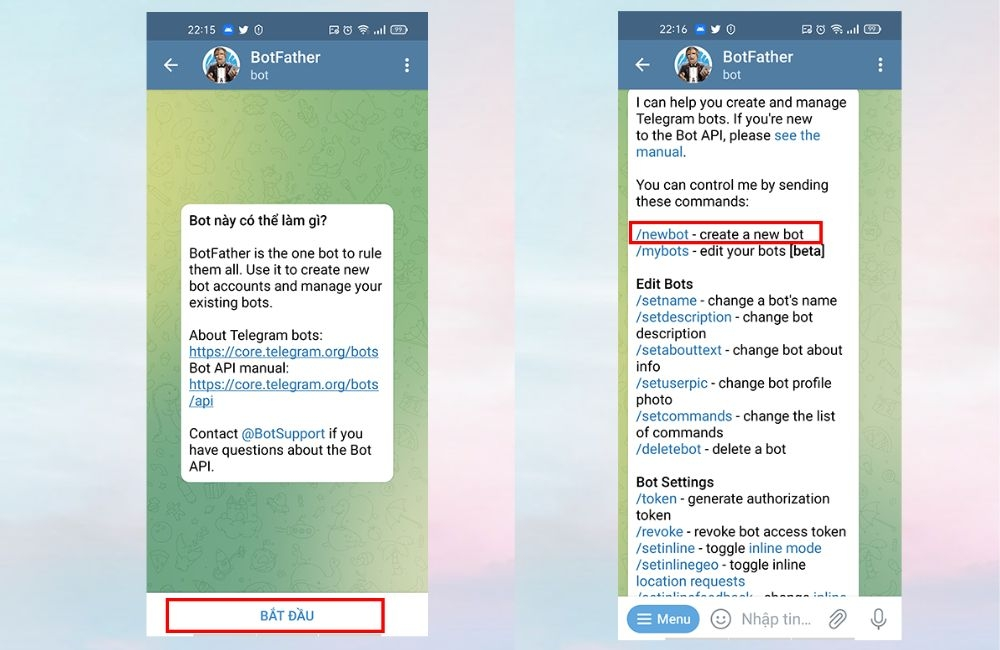 22:15
99
BotFather
bot
Bot này có thể làm gì?
BotFather is the one bot to rule
them all. Use it to create new
bot accounts and manage your
existing bots.
About Telegram bots:
https://core.telegram.org/bots
Bot API manual:
https://core.telegram.org/bots
/api
Contact @BotSupport if you
have questions about the Bot
API.
BẮT ĐẦU
22:16
99
BotFather
bot
I can help you create and manage
Telegram bots. If you're new
to the Bot API, please see the
manual.
You can control me by sending
these commands:
/newbot - create a new bot
/mybots - edit your bots [beta]
Edit Bots
/setname - change a bot's name
/setdescription - change bot
description
/setabouttext - change bot about
info
/setuserpic - change bot profile
photo
/setcommands - change the list
of commands
/deletebot - delete a bot
Bot Settings
/token - generate authorization
token
/revoke - revoke bot access token
/setinline - toggle inline mode
/setinlinegeo - toggle inline
location requests
/setinlinefeedback - change inline
Menu
Nhập tin...